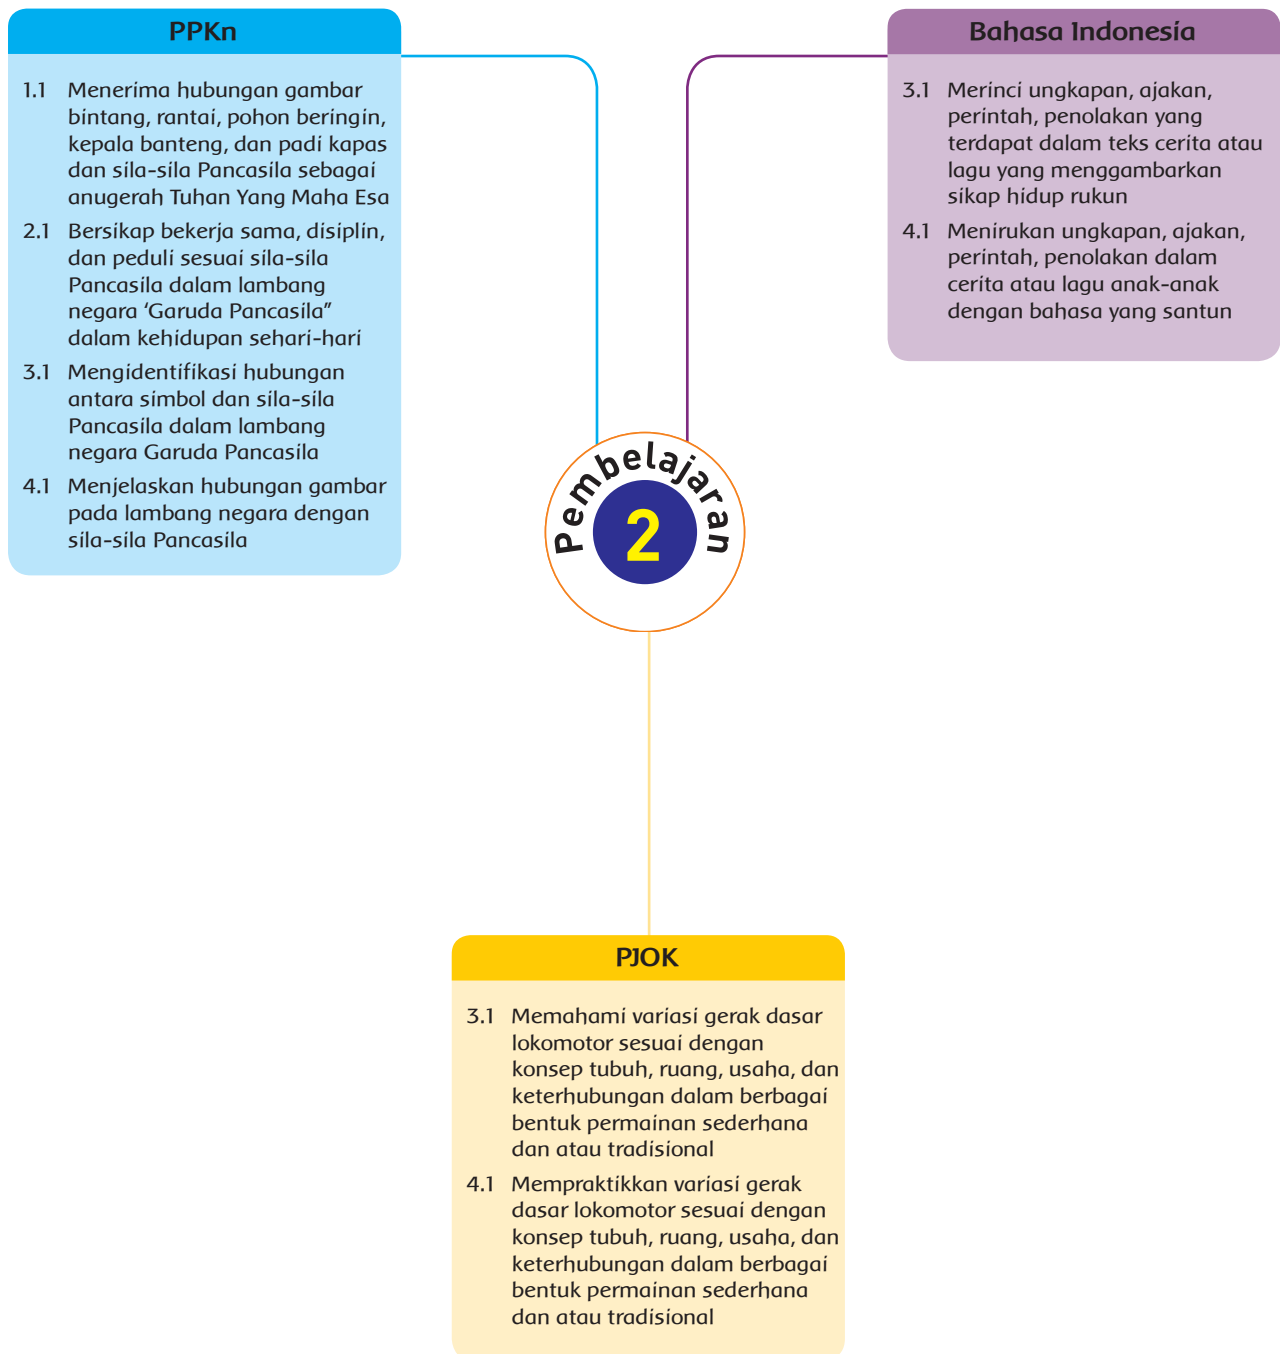 PPKn
1.1 Menerima hubungan gambar
bintang, rantai, pohon beringin,
kepala banteng, dan padi kapas
dan sila-sila Pancasila sebagai
anugerah Tuhan Yang Maha Esa
2.1 Bersikap bekerja sama, disiplin,
dan peduli sesuai sila-sila
Pancasila dalam lambang
negara ‘Garuda Pancasila”
dalam kehidupan sehari-hari
3.1 Mengidentifikasi hubungan
antara simbol dan sila-sila
Pancasila dalam lambang
negara Garuda Pancasila
4.1 Menjelaskan hubungan gambar
pada lambang negara dengan
sila-sila Pancasila
Bahasa Indonesia
3.1 Merinci ungkapan, ajakan,
perintah, penolakan yang
terdapat dalam teks cerita atau
lagu yang menggambarkan
sikap hidup rukun
4.1 Menirukan ungkapan, ajakan,
perintah, penolakan dalam
cerita atau lagu anak-anak
dengan bahasa yang santun
Pembelajaran
2
PJOK
3.1 Memahami variasi gerak dasar
lokomotor sesuai dengan
konsep tubuh, ruang, usaha, dan
keterhubungan dalam berbagai
bentuk permainan sederhana
dan atau tradisional
4.1 Mempraktikkan variasi gerak
dasar lokomotor sesuai dengan
konsep tubuh, ruang, usaha, dan
keterhubungan dalam berbagai
bentuk permainan sederhana
dan atau tradisional